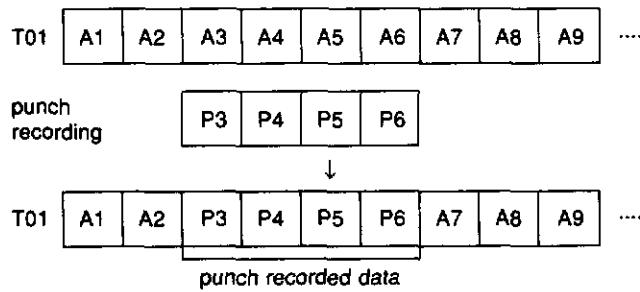 T01 A1 A2 A3 A4 A5 A6 A7 A8 A9 ....
punch
recording P3 P4 P5 P6
↓
T01 A1 A2 P3 P4 P5 P6 A7 A8 A9 ....
punch recorded data